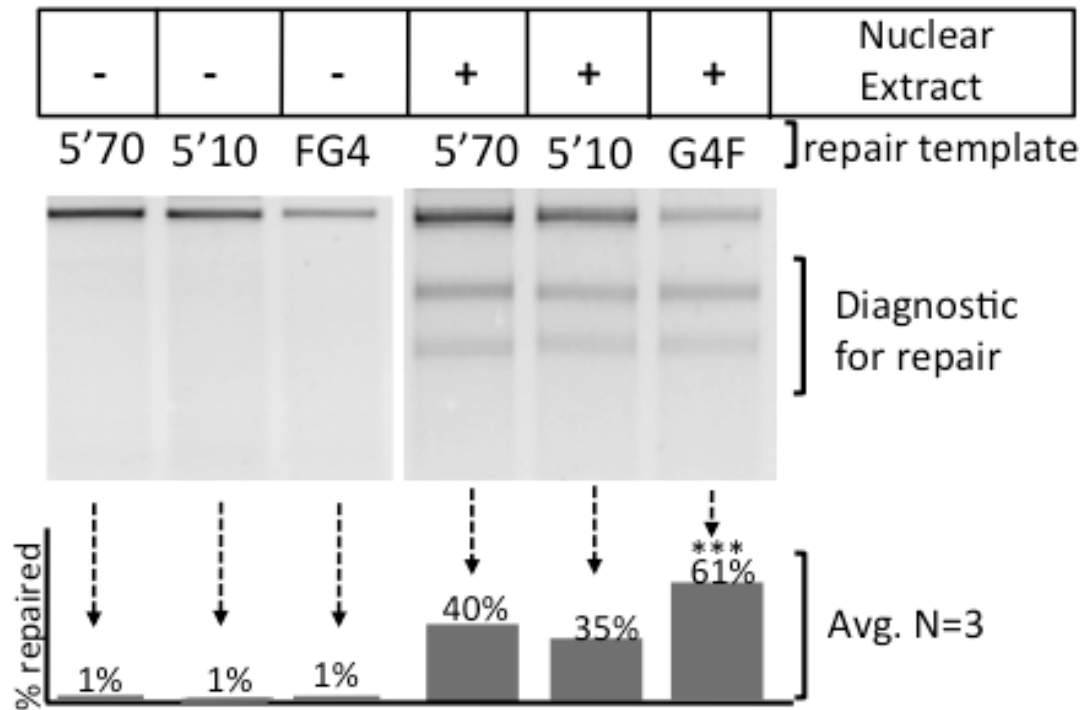 - - - + + + Nuclear Extract
5’70 5’10 FG4 5’70 5’10 G4F ]repair template
Diagnostic
for repair
% repaired
1% 1% 1% 40% 35% *** 61%
Avg. N=3